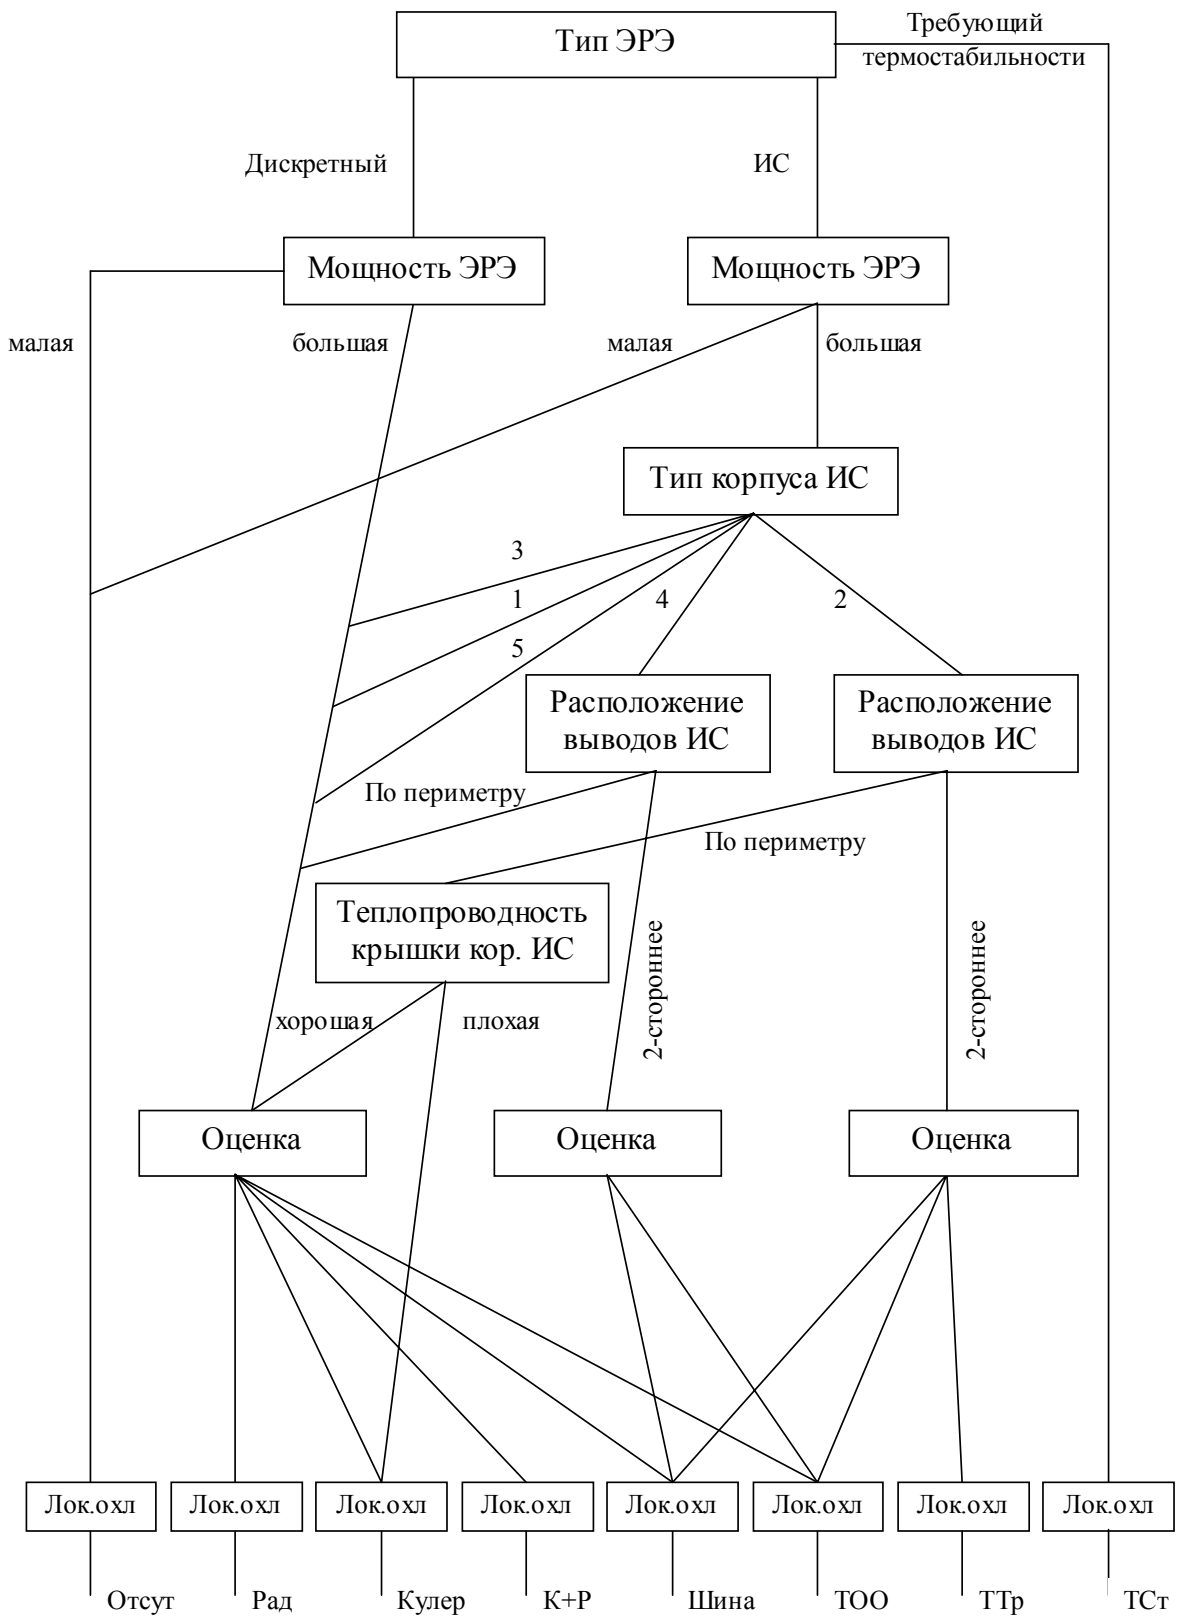 Тип ЭРЭ
Требующий
термостабильности
Дискретный
ИС
Мощность ЭРЭ
Мощность ЭРЭ
малая
большая
малая
большая
Тип корпуса ИС
3
1
4
2
5
Расположение
выводов ИС
Расположение
выводов ИС
По периметру
По периметру
Теплопроводность
крышки кор. ИС
2-стороннее
2-стороннее
хорошая
плохая
Оценка
Оценка
Оценка
Лок.охл
Лок.охл
Лок.охл
Лок.охл
Лок.охл
Лок.охл
Лок.охл
Лок.охл
Отсут
Рад
Кулер
К+Р
Шина
ТОО
ТТр
ТСт